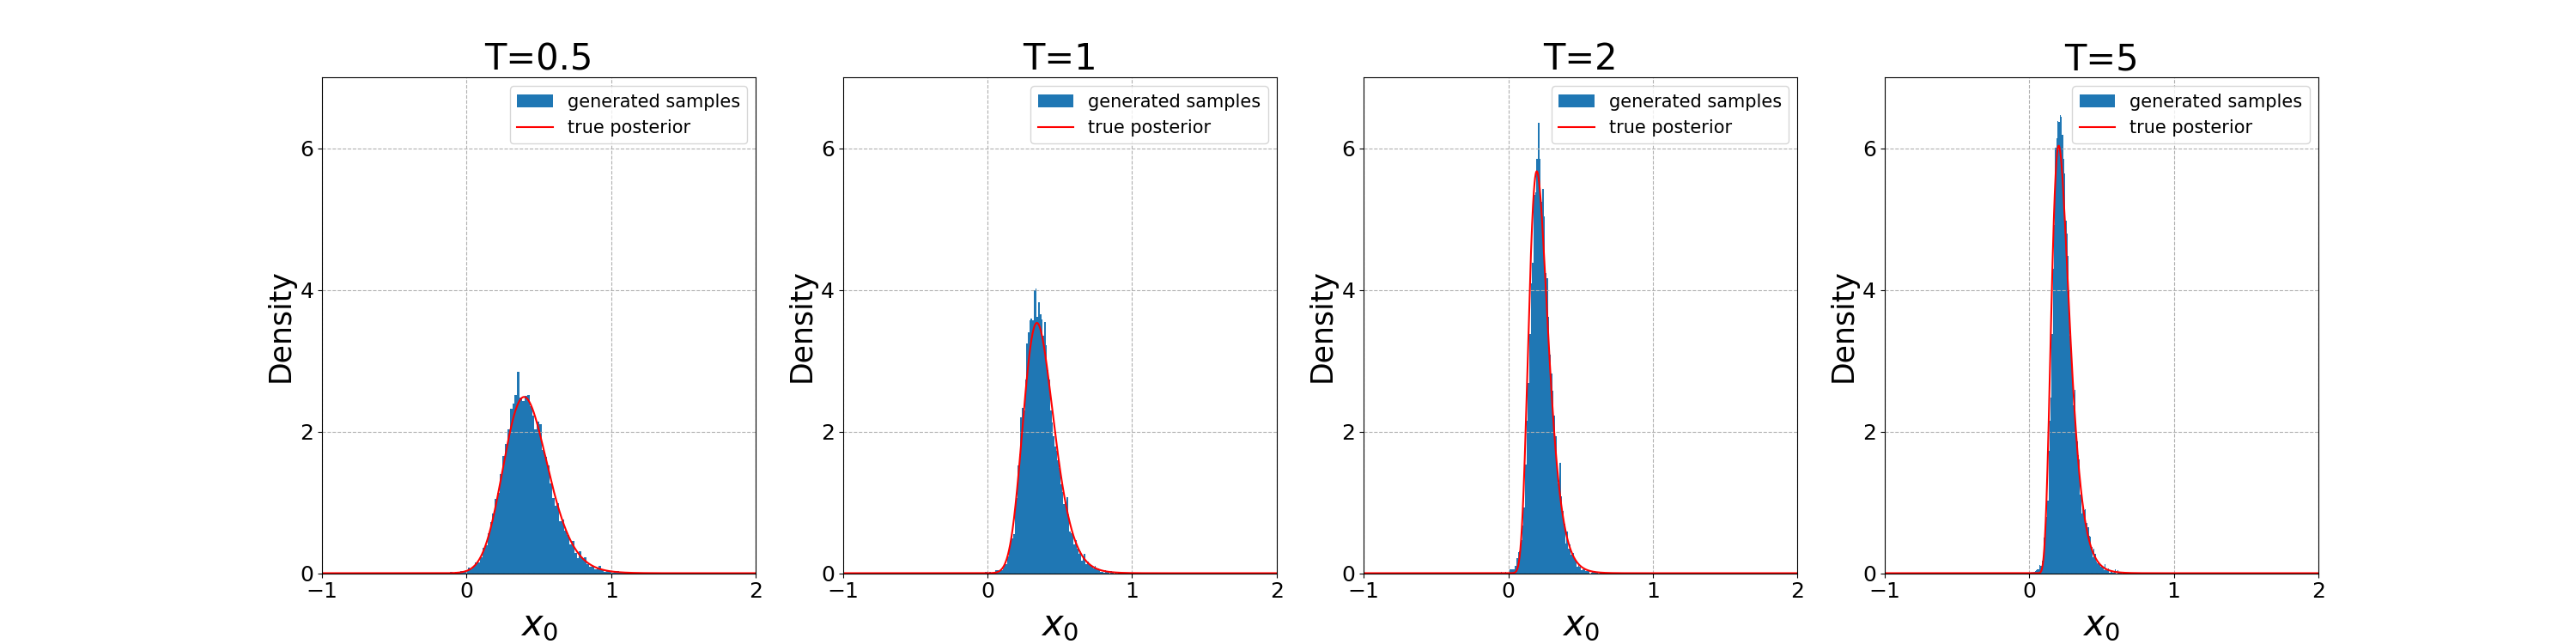 T=0.5
generated samples
true posterior
Density
6
4
2
0
−1
0
1
2
x₀
T=1
generated samples
true posterior
Density
6
4
2
0
−1
0
1
2
x₀
T=2
generated samples
true posterior
Density
6
4
2
0
−1
0
1
2
x₀
T=5
generated samples
true posterior
Density
6
4
2
0
−1
0
1
2
x₀